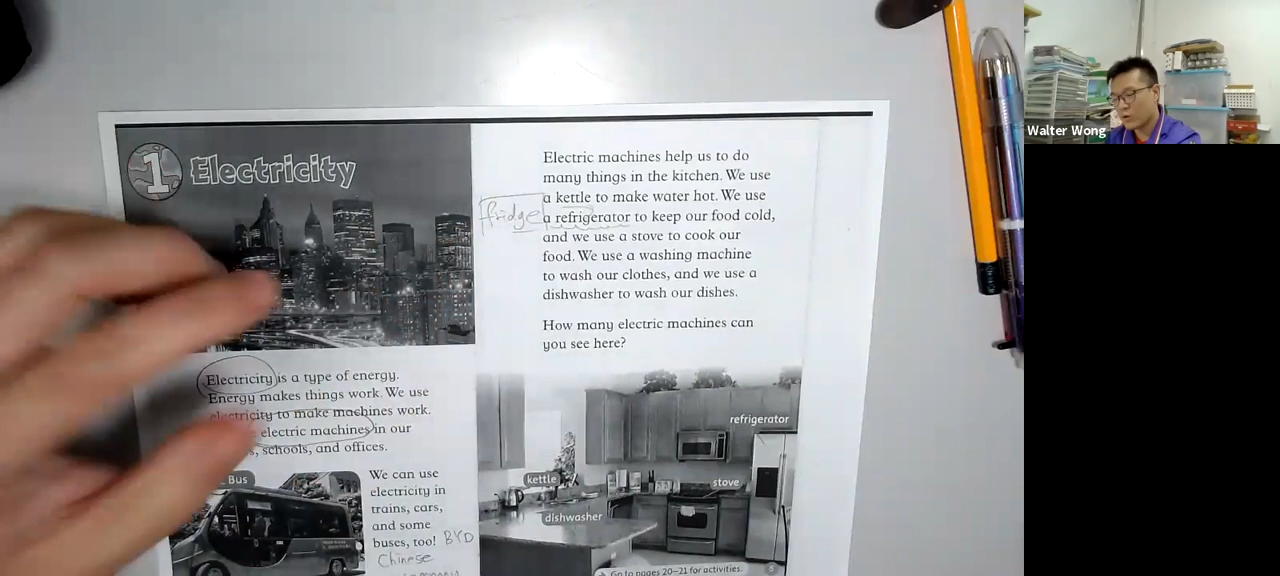 1 Electricity
Electricity is a type of energy.
Energy makes things work. We use
electricity to make machines work.
electric machines in our
schools, and offices.
Bus
We can use
electricity in
trains, cars,
and some
buses, too! BYD
Chinese
Electric machines help us to do
many things in the kitchen. We use
a kettle to make water hot. We use
fridge a refrigerator to keep our food cold,
and we use a stove to cook our
food. We use a washing machine
to wash our clothes, and we use a
dishwasher to wash our dishes.
How many electric machines can
you see here?
refrigerator
kettle
stove
dishwasher
Go to pages 20–21 for activities. 5
Walter Wong